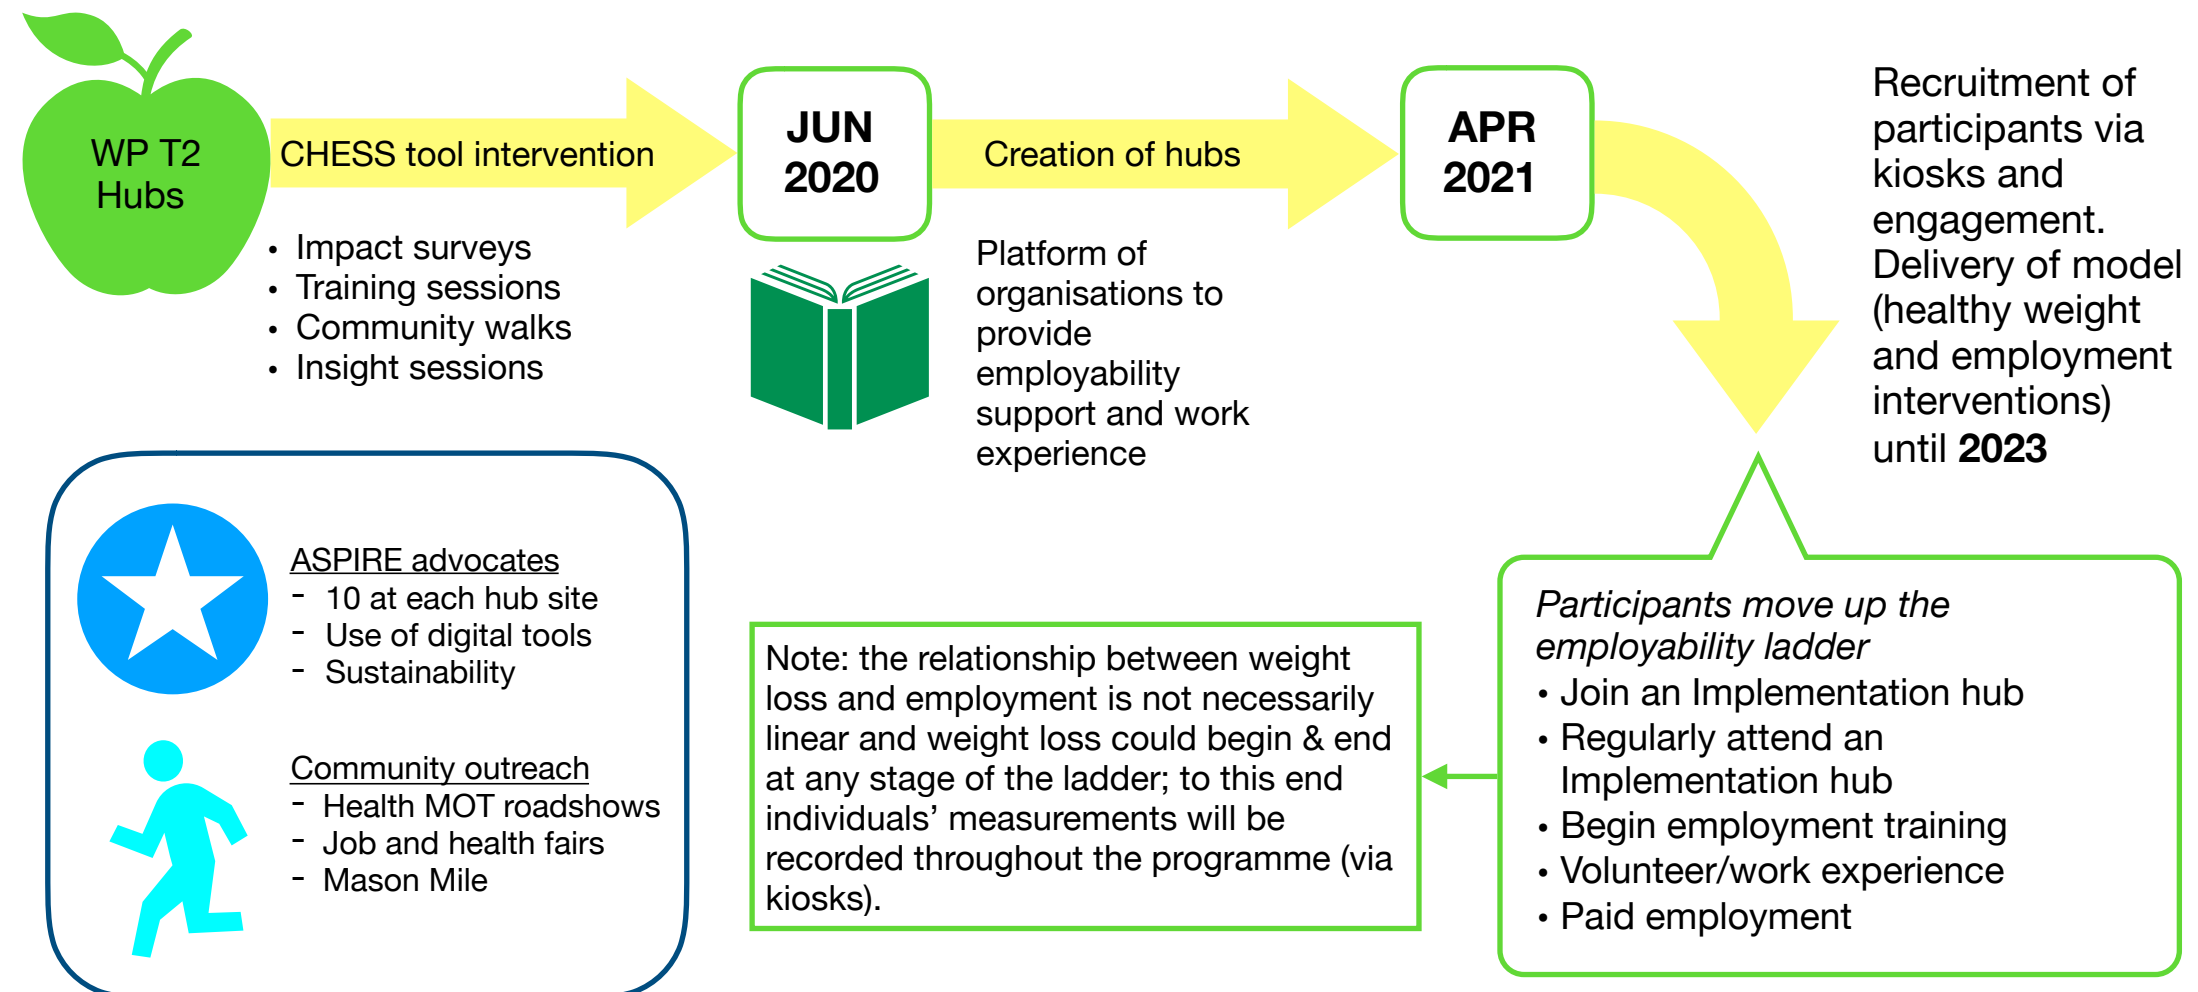 WP T2
Hubs
CHESS tool intervention
• Impact surveys
• Training sessions
• Community walks
• Insight sessions
JUN
2020
Creation of hubs
Platform of
organisations to
provide
employability
support and work
experience
APR
2021
Recruitment of
participants via
kiosks and
engagement.
Delivery of model
(healthy weight
and employment
interventions)
until 2023
ASPIRE advocates
- 10 at each hub site
- Use of digital tools
- Sustainability
Community outreach
- Health MOT roadshows
- Job and health fairs
- Mason Mile
Note: the relationship between weight
loss and employment is not necessarily
linear and weight loss could begin & end
at any stage of the ladder; to this end
individuals’ measurements will be
recorded throughout the programme (via
kiosks).
Participants move up the
employability ladder
• Join an Implementation hub
• Regularly attend an
Implementation hub
• Begin employment training
• Volunteer/work experience
• Paid employment